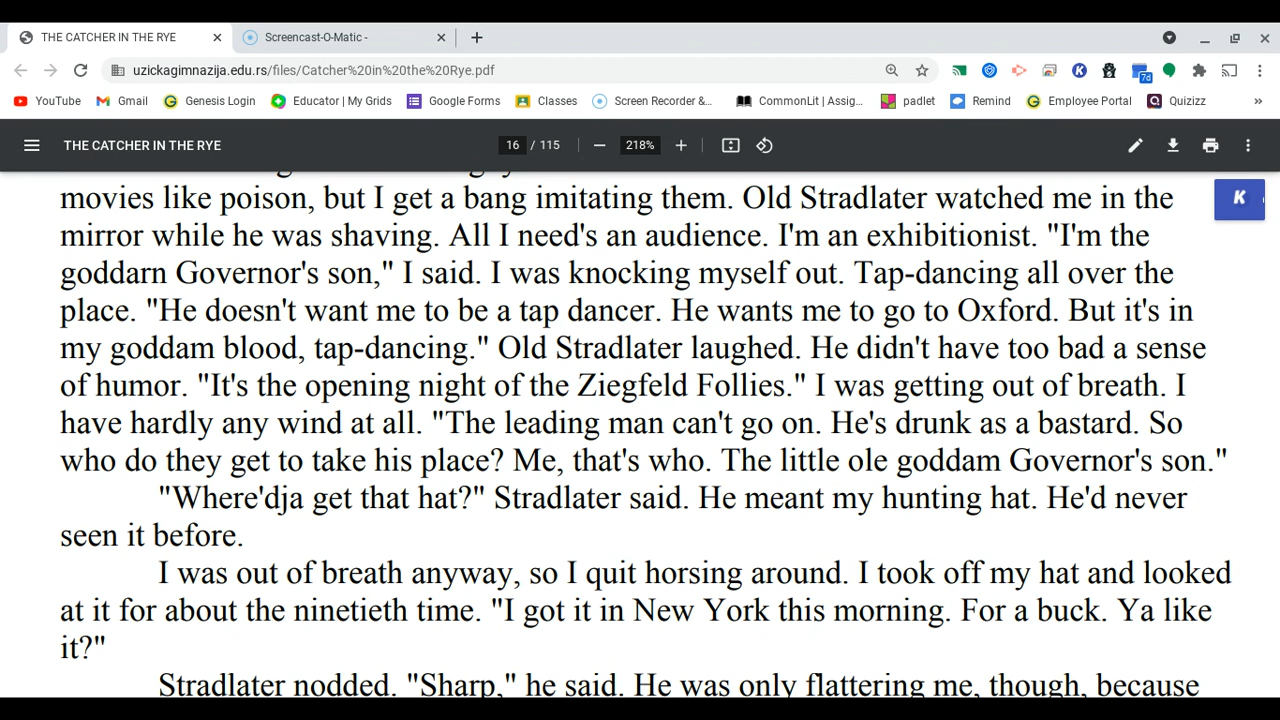 THE CATCHER IN THE RYE
Screencast-O-Matic -
uzickagimnazija.edu.rs/files/Catcher%20in%20the%20Rye.pdf
7d
YouTube Gmail Genesis Login Educator | My Grids Google Forms Classes Screen Recorder &... CommonLit | Assig... padlet Remind Employee Portal Quizizz »
THE CATCHER IN THE RYE 16 / 115 218%
K
movies like poison, but I get a bang imitating them. Old Stradlater watched me in the
mirror while he was shaving. All I need's an audience. I'm an exhibitionist. "I'm the
goddarn Governor's son," I said. I was knocking myself out. Tap-dancing all over the
place. "He doesn't want me to be a tap dancer. He wants me to go to Oxford. But it's in
my goddam blood, tap-dancing." Old Stradlater laughed. He didn't have too bad a sense
of humor. "It's the opening night of the Ziegfeld Follies." I was getting out of breath. I
have hardly any wind at all. "The leading man can't go on. He's drunk as a bastard. So
who do they get to take his place? Me, that's who. The little ole goddam Governor's son."
"Where'dja get that hat?" Stradlater said. He meant my hunting hat. He'd never
seen it before.
I was out of breath anyway, so I quit horsing around. I took off my hat and looked
at it for about the ninetieth time. "I got it in New York this morning. For a buck. Ya like
it?"
Stradlater nodded. "Sharp," he said. He was only flattering me, though, because